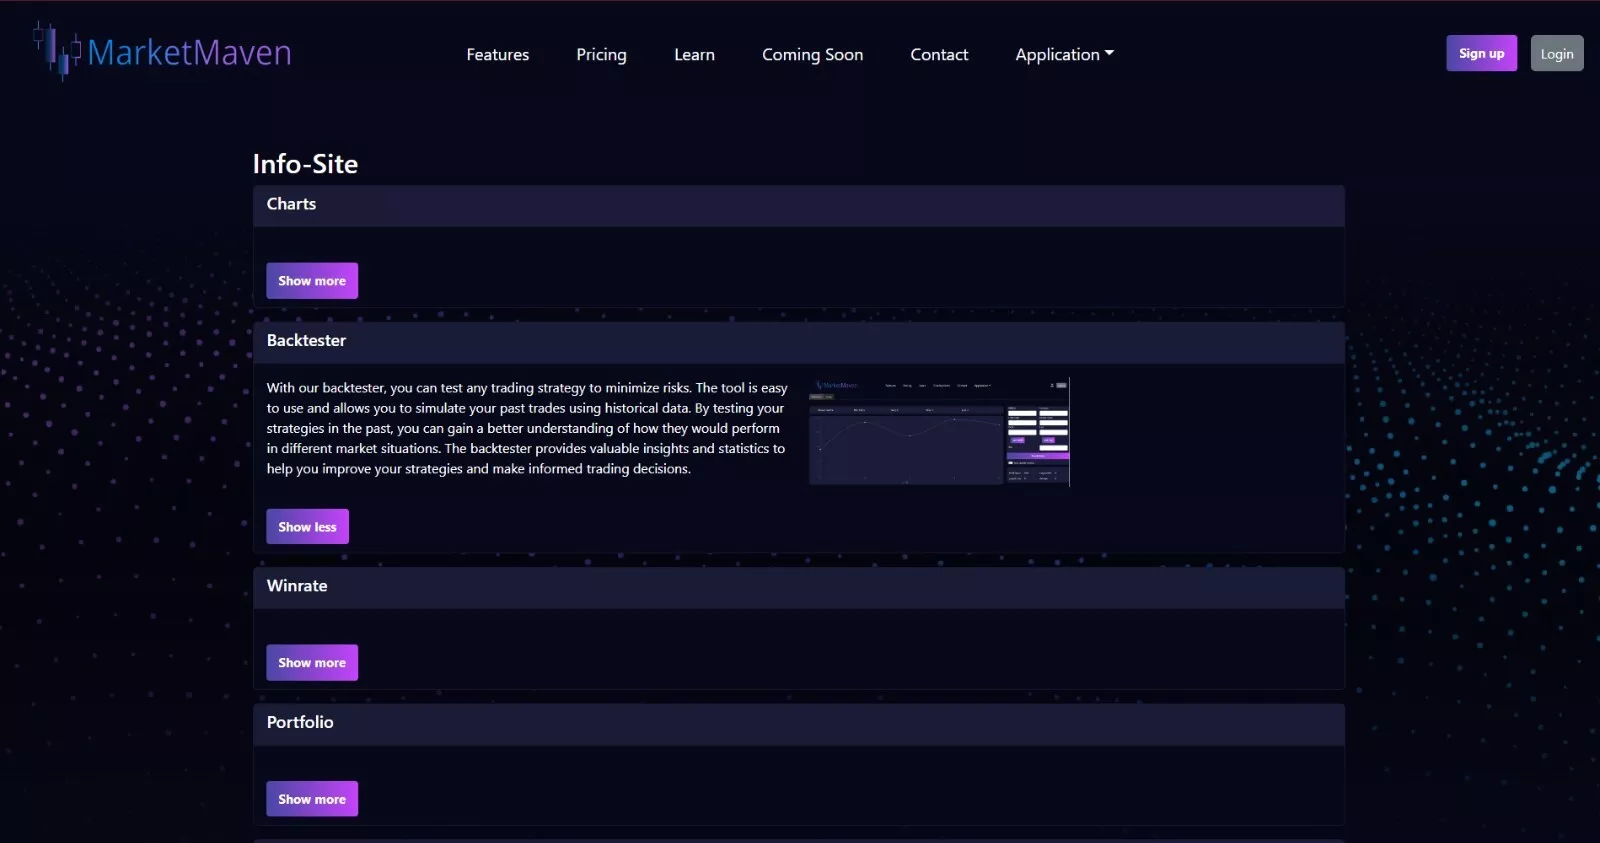 MarketMaven
Features
Pricing
Learn
Coming Soon
Contact
Application
Sign up
Login
Info-Site
Charts
Show more
Backtester
With our backtester, you can test any trading strategy to minimize risks. The tool is easy
to use and allows you to simulate your past trades using historical data. By testing your
strategies in the past, you can gain a better understanding of how they would perform
in different market situations. The backtester provides valuable insights and statistics to
help you improve your strategies and make informed trading decisions.
MarketMaven
Show less
Winrate
Show more
Portfolio
Show more